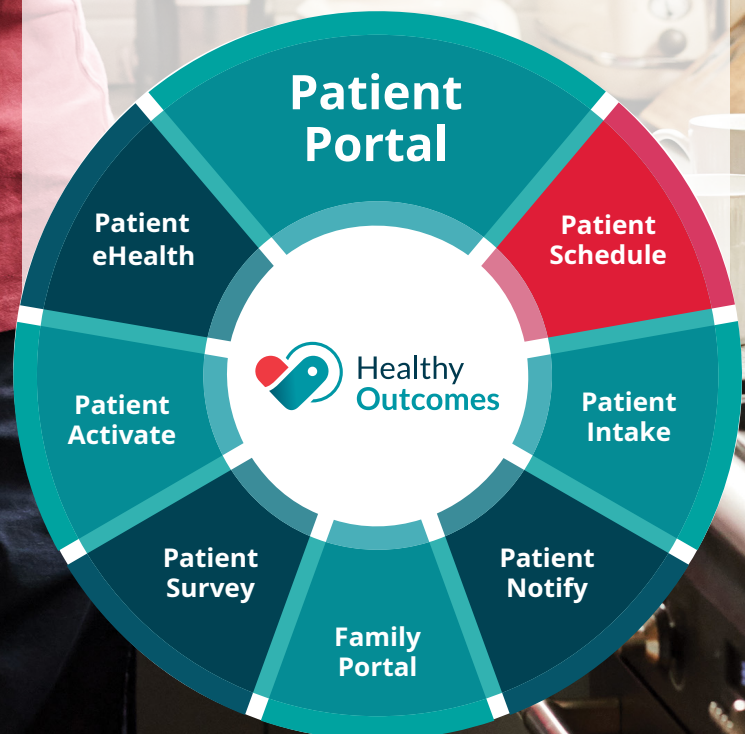 Patient
Portal
Patient
Schedule
Patient
Intake
Patient
Notify
Family
Portal
Patient
Survey
Patient
Activate
Patient
eHealth
Healthy
Outcomes